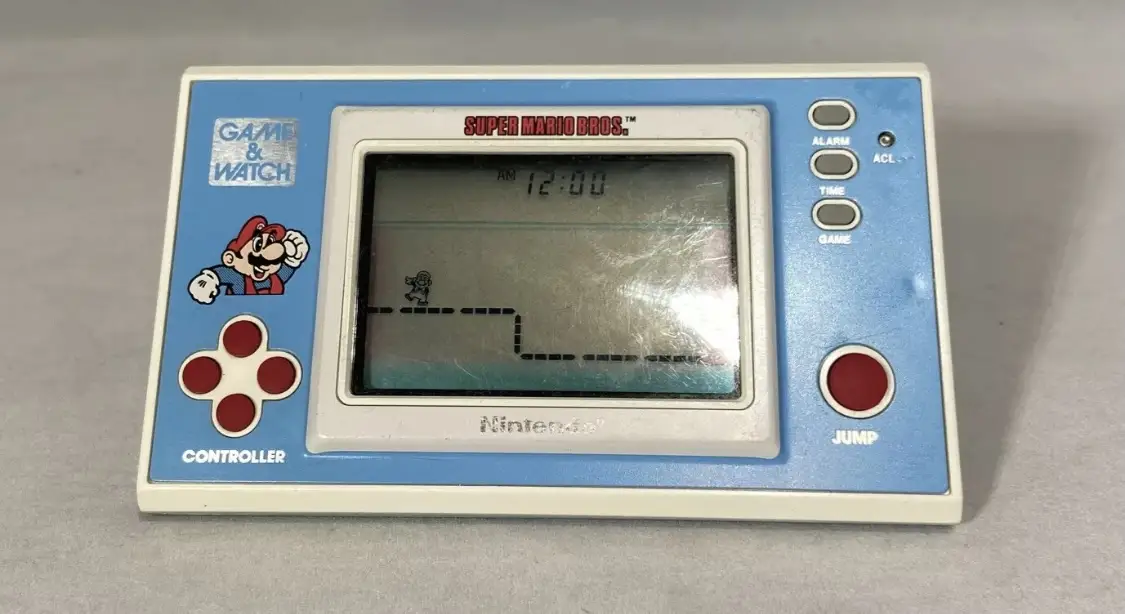 GAME
&
WATCH
SUPER MARIO BROS.™
AM 12:00
ALARM
ACL
TIME
GAME
CONTROLLER
Nintendo®
JUMP